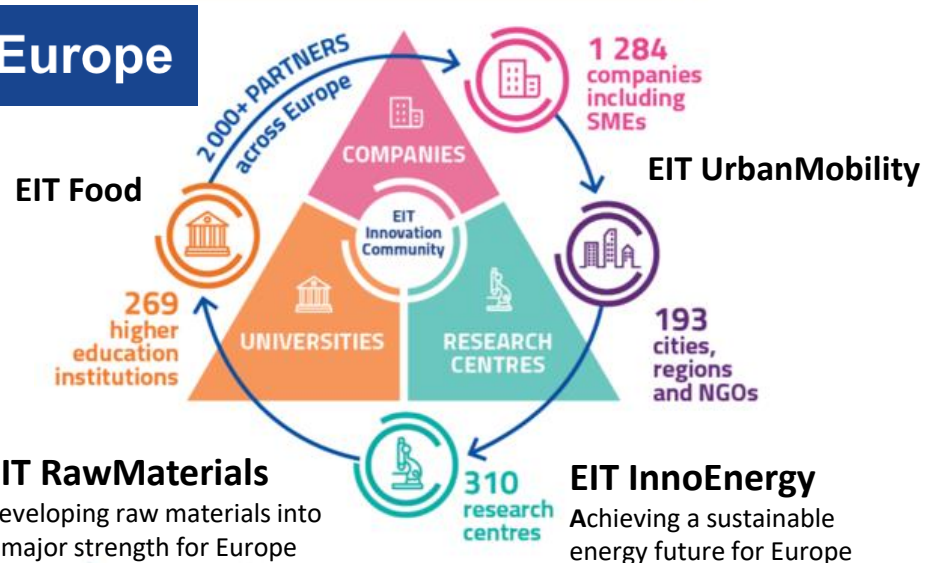 Europe
2000+ PARTNERS
across Europe
1 284
companies
including
SMEs
COMPANIES
EIT Food
EIT UrbanMobility
EIT
Innovation
Community
269
higher
education
institutions
UNIVERSITIES
RESEARCH
CENTRES
193
cities,
regions
and NGOs
IT RawMaterials
eveloping raw materials into
major strength for Europe
310
research
centres
EIT InnoEnergy
Achieving a sustainable
energy future for Europe